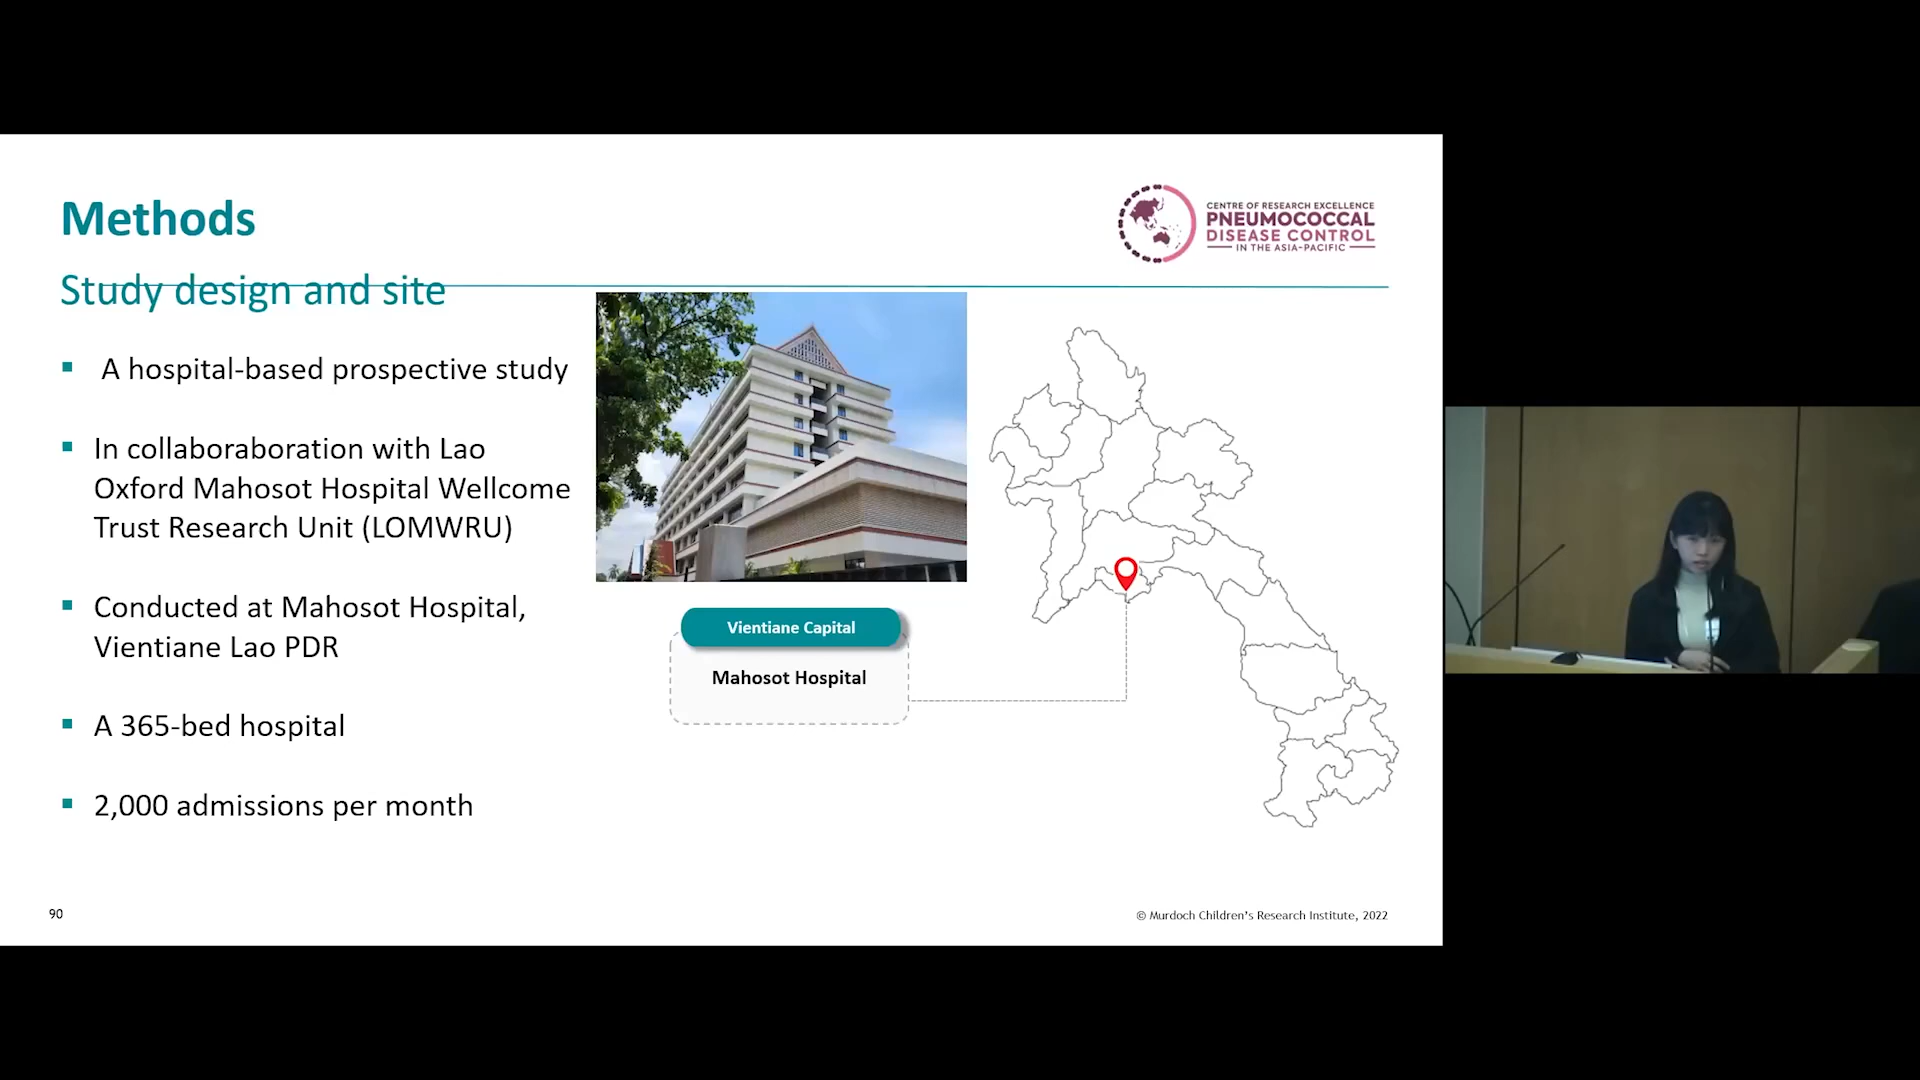 Methods
CENTRE OF RESEARCH EXCELLENCE
PNEUMOCOCCAL
DISEASE CONTROL
IN THE ASIA-PACIFIC
Study design and site
▪ A hospital-based prospective study
▪ In collaboraboration with Lao
Oxford Mahosot Hospital Wellcome
Trust Research Unit (LOMWRU)
▪ Conducted at Mahosot Hospital,
Vientiane Lao PDR
▪ A 365-bed hospital
▪ 2,000 admissions per month
Vientiane Capital
Mahosot Hospital
90
© Murdoch Children's Research Institute, 2022